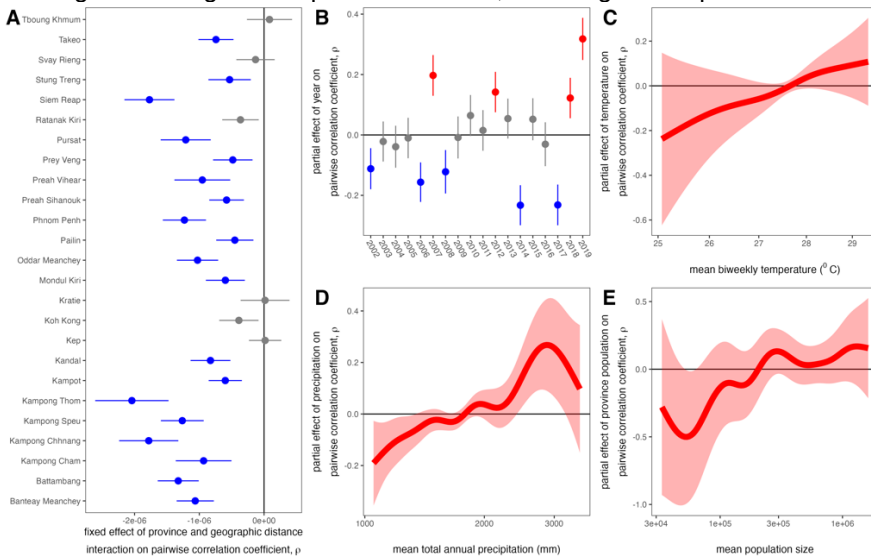 A
Tboung Khmum
Takeo
Svay Rieng
Stung Treng
Siem Reap
Ratanak Kiri
Pursat
Prey Veng
Preah Vihear
Preah Sihanouk
Phnom Penh
Pailin
Oddar Meanchey
Mondul Kiri
Kratie
Koh Kong
Kep
Kandal
Kampot
Kampong Thom
Kampong Speu
Kampong Chhnang
Kampong Cham
Battambang
Banteay Meanchey
-2e-06 -1e-06 0e+00
fixed effect of province and geographic distance
interaction on pairwise correlation coefficient, ρ
B
partial effect of year on
pairwise correlation coefficient, ρ
0.2
0.0
-0.2
2002 2003 2004 2005 2006 2007 2008 2009 2010 2011 2012 2013 2014 2015 2016 2017 2018 2019
C
partial effect of temperature on
pairwise correlation coefficient, ρ
0.4
0.2
0.0
-0.2
-0.4
-0.6
25 26 27 28 29
mean biweekly temperature (⁰ C)
D
partial effect of precipitation on
pairwise correlation coefficient, ρ
0.4
0.2
0.0
-0.2
1000 2000 3000
mean total annual precipitation (mm)
E
partial effect of province population on
pairwise correlation coefficient, ρ
0.5
0.0
-0.5
-1.0
3e+04 1e+05 3e+05 1e+06
mean population size